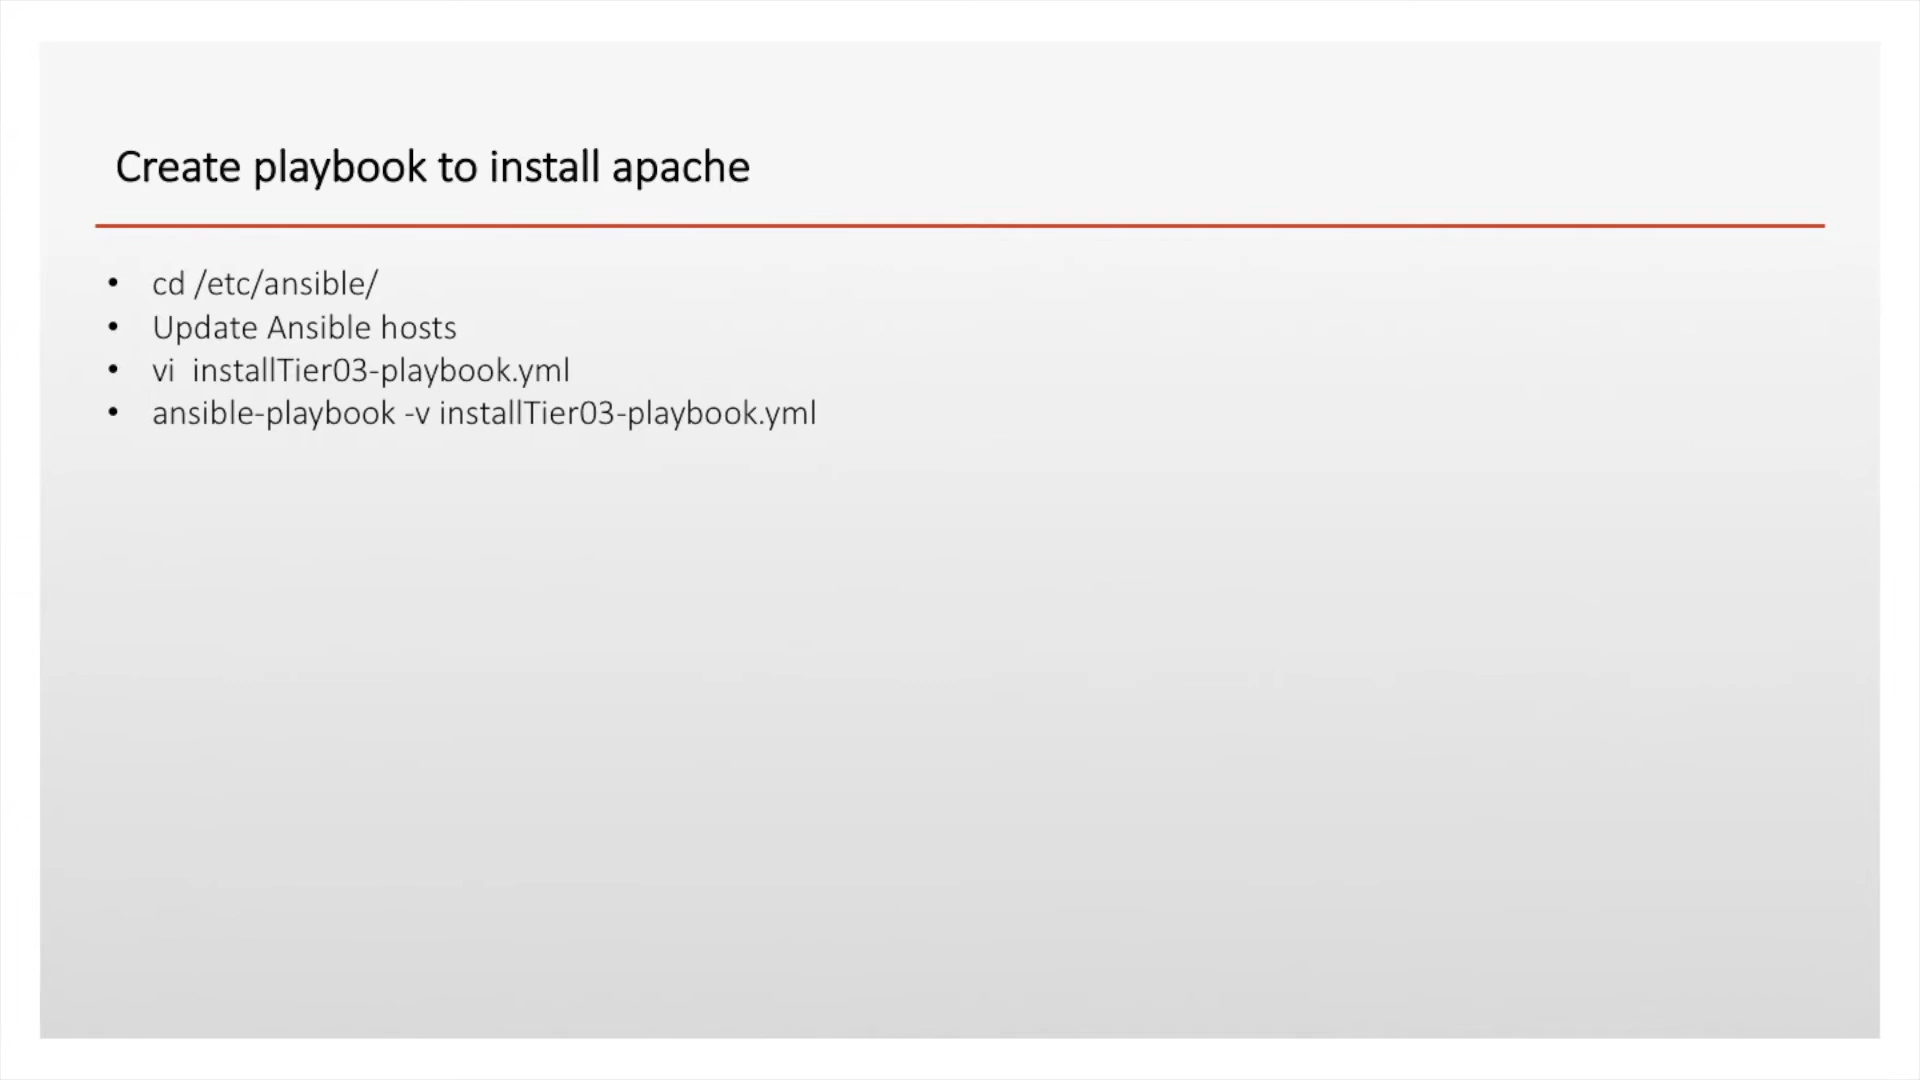 Create playbook to install apache
• cd /etc/ansible/
• Update Ansible hosts
• vi  installTier03-playbook.yml
• ansible-playbook -v installTier03-playbook.yml